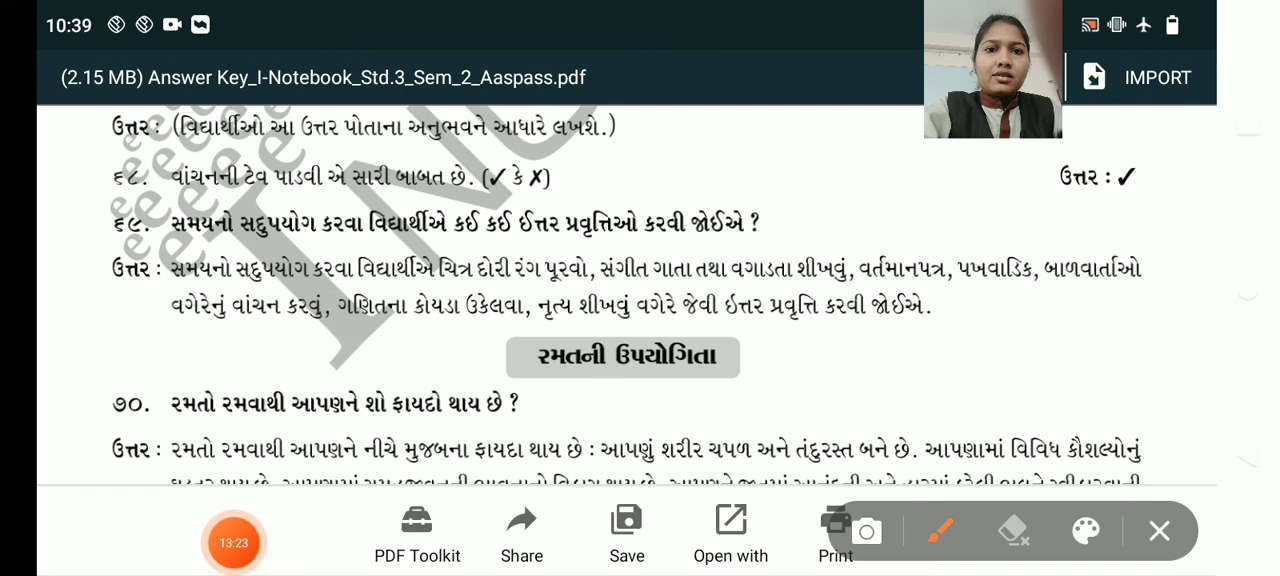 10:39
(2.15 MB) Answer Key_I-Notebook_Std.3_Sem_2_Aaspass.pdf
IMPORT
ઉત્તર : (વિદ્યાર્થીઓ આ ઉત્તર પોતાના અનુભવને આધારે લખશે.)
૬૮. વાંચનની ટેવ પાડવી એ સારી બાબત છે. (✓ કે ✗) ઉત્તર : ✓
૬૯. સમયનો સદુપયોગ કરવા વિદ્યાર્થીએ કઈ કઈ ઈત્તર પ્રવૃત્તિઓ કરવી જોઈએ ?
ઉત્તર : સમયનો સદુપયોગ કરવા વિદ્યાર્થીએ ચિત્ર દોરી રંગ પૂરવો, સંગીત ગાતા તથા વગાડતા શીખવું, વર્તમાનપત્ર, પખવાડિક, બાળવાર્તાઓ
વગેરેનું વાંચન કરવું, ગણિતના કોયડા ઉકેલવા, નૃત્ય શીખવું વગેરે જેવી ઇત્તર પ્રવૃત્તિ કરવી જોઈએ.
રમતની ઉપયોગિતા
૭૦. રમતો રમવાથી આપણને શો ફાયદો થાય છે ?
ઉત્તર : રમતો રમવાથી આપણને નીચે મુજબના ફાયદા થાય છે : આપણું શરીર ચપળ અને તંદુરસ્ત બને છે. આપણામાં વિવિધ કૌશલ્યોનું
13:23
PDF Toolkit
Share
Save
Open with
Print